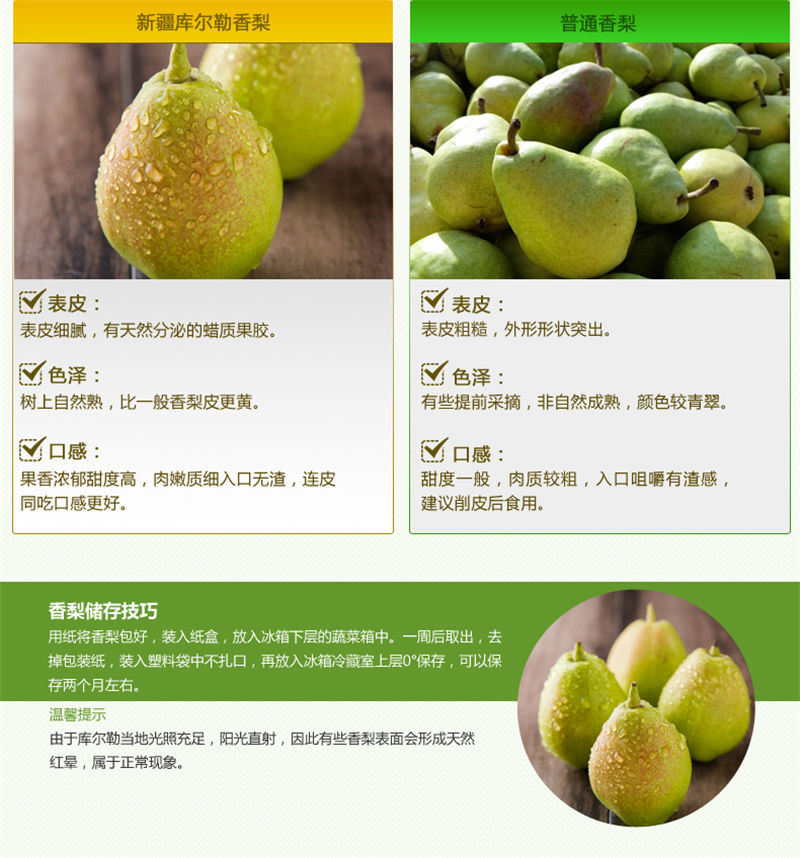 新疆库尔勒香梨
表皮：
表皮细腻，有天然分泌的蜡质果胶。
色泽：
树上自然熟，比一般香梨皮更黄。
口感：
果香浓郁甜度高，肉嫩质细入口无渣，连皮
同吃口感更好。
普通香梨
表皮：
表皮粗糙，外形形状突出。
色泽：
有些提前采摘，非自然成熟，颜色较青翠。
口感：
甜度一般，肉质较粗，入口咀嚼有渣感，
建议削皮后食用。
香梨储存技巧
用纸将香梨包好，装入纸盒，放入冰箱下层的蔬菜箱中。一周后取出，去
掉包装纸，装入塑料袋中不扎口，再放入冰箱冷藏室上层0°保存，可以保
存两个月左右。
温馨提示
由于库尔勒当地光照充足，阳光直射，因此有些香梨表面会形成天然
红晕，属于正常现象。